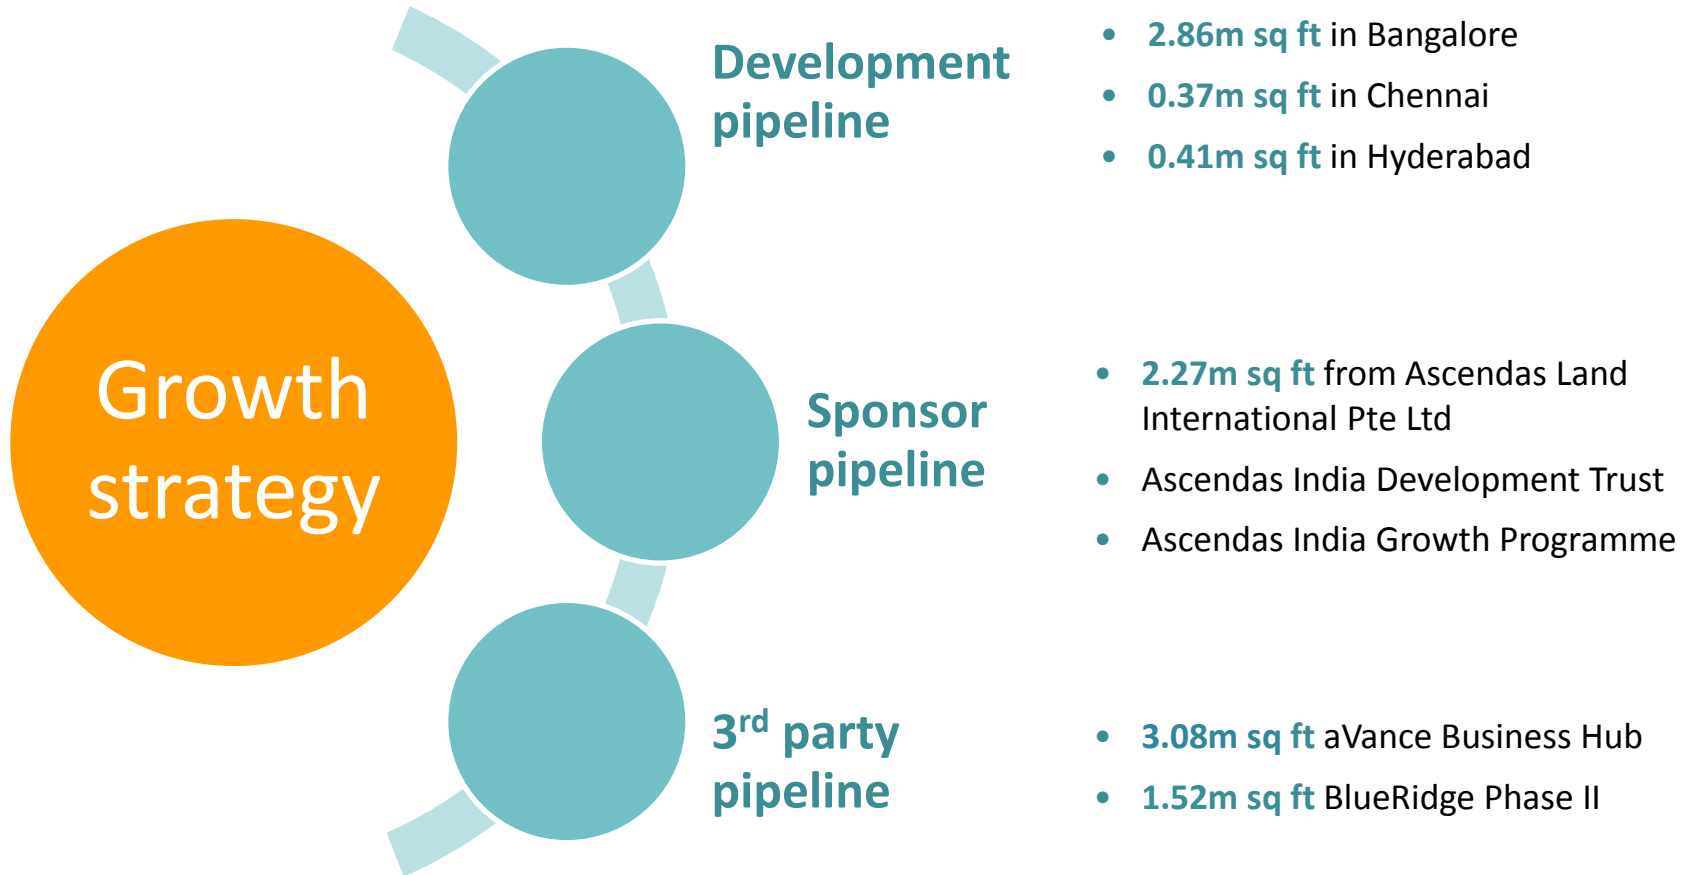 Growth
strategy
Development
pipeline
• 2.86m sq ft in Bangalore
• 0.37m sq ft in Chennai
• 0.41m sq ft in Hyderabad
Sponsor
pipeline
• 2.27m sq ft from Ascendas Land
International Pte Ltd
• Ascendas India Development Trust
• Ascendas India Growth Programme
3rd party
pipeline
• 3.08m sq ft aVance Business Hub
• 1.52m sq ft BlueRidge Phase II